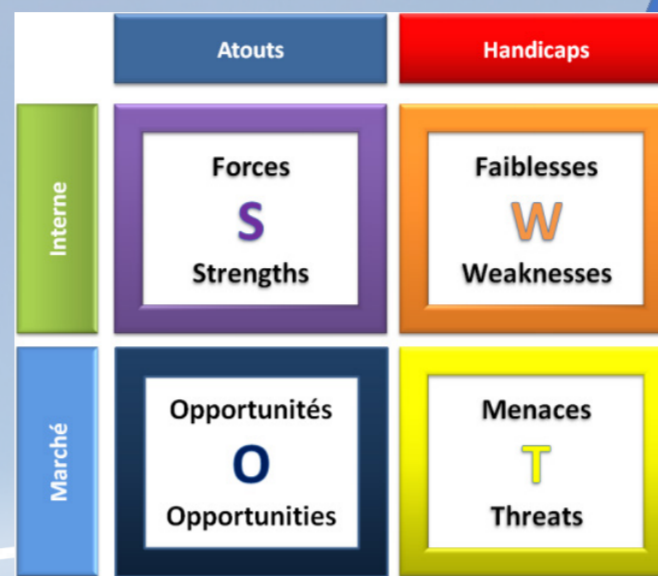 Atouts
Handicaps
Interne
Forces
S
Strengths
Faiblesses
W
Weaknesses
Marché
Opportunités
O
Opportunities
Menaces
T
Threats